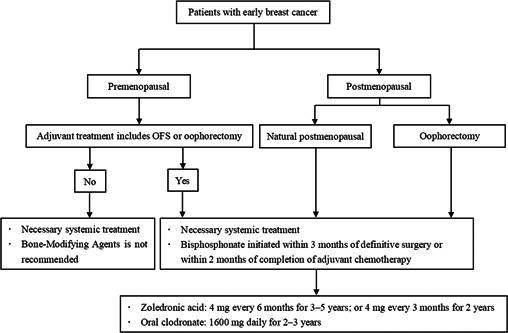 Patients with early breast cancer
Premenopausal
Postmenopausal
Adjuvant treatment includes OFS or oophorectomy
Natural postmenopausal
Oophorectomy
No
Yes
· Necessary systemic treatment
· Bone-Modifying Agents is not
recommended
· Necessary systemic treatment
· Bisphosphonate initiated within 3 months of definitive surgery or
within 2 months of completion of adjuvant chemotherapy
· Zoledronic acid: 4 mg every 6 months for 3–5 years; or 4 mg every 3 months for 2 years
· Oral clodronate: 1600 mg daily for 2–3 years